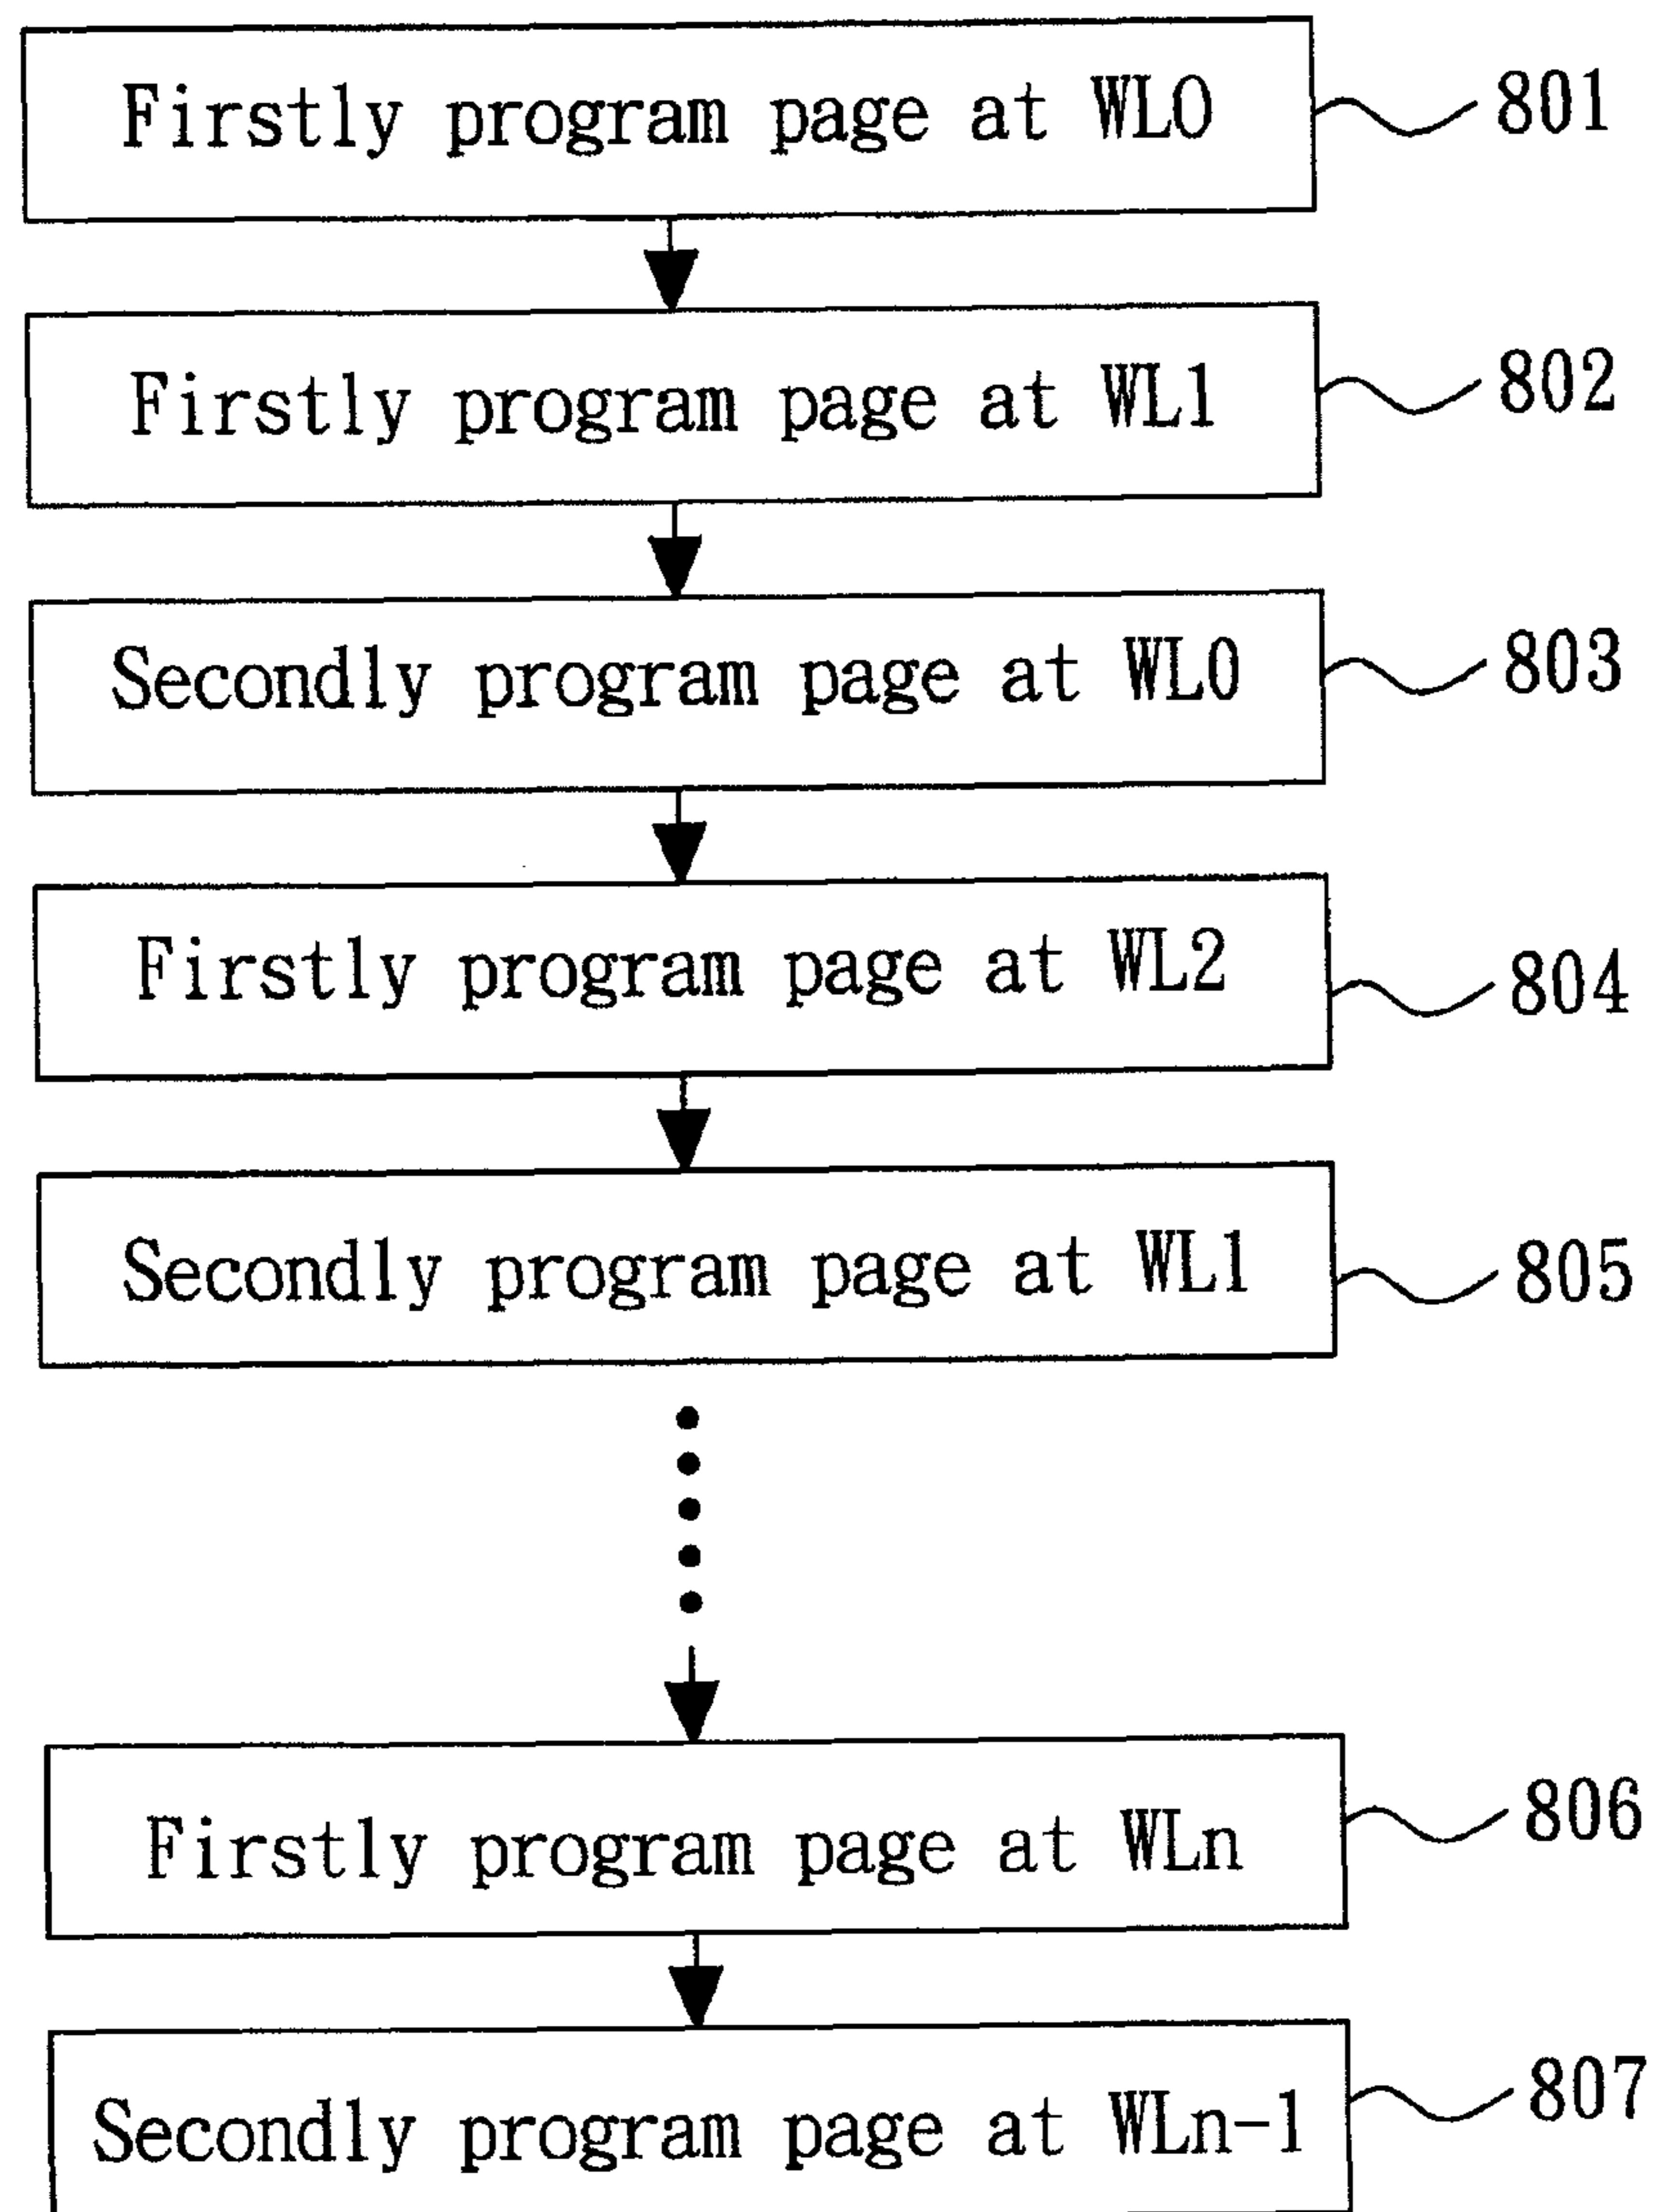 Firstly program page at WL0 801
Firstly program page at WL1 802
Secondly program page at WL0 803
Firstly program page at WL2 804
Secondly program page at WL1 805
Firstly program page at WLn 806
Secondly program page at WLn-1 807